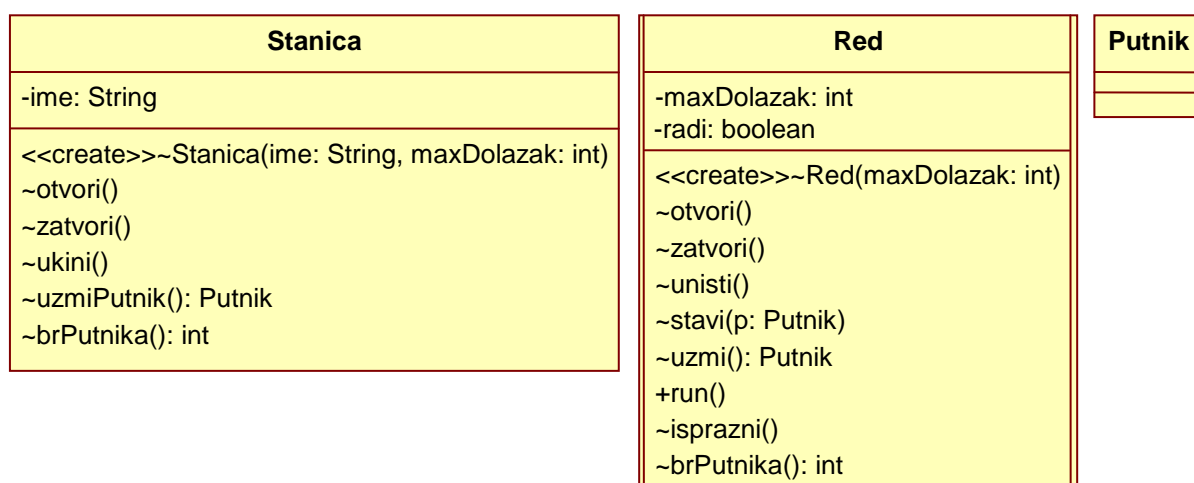 Stanica
-ime: String
<<create>>~Stanica(ime: String, maxDolazak: int)
~otvori()
~zatvori()
~ukini()
~uzmiPutnik(): Putnik
~brPutnika(): int
Red
-maxDolazak: int
-radi: boolean
<<create>>~Red(maxDolazak: int)
~otvori()
~zatvori()
~unisti()
~stavi(p: Putnik)
~uzmi(): Putnik
+run()
~isprazni()
~brPutnika(): int
Putnik